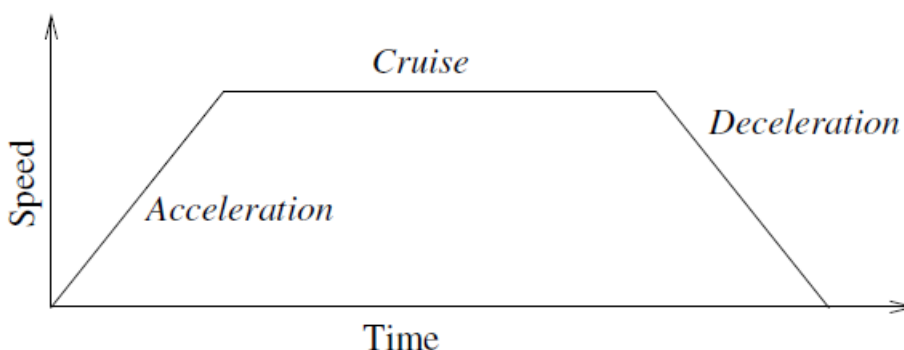 Cruise
Deceleration
Speed
Acceleration
Time